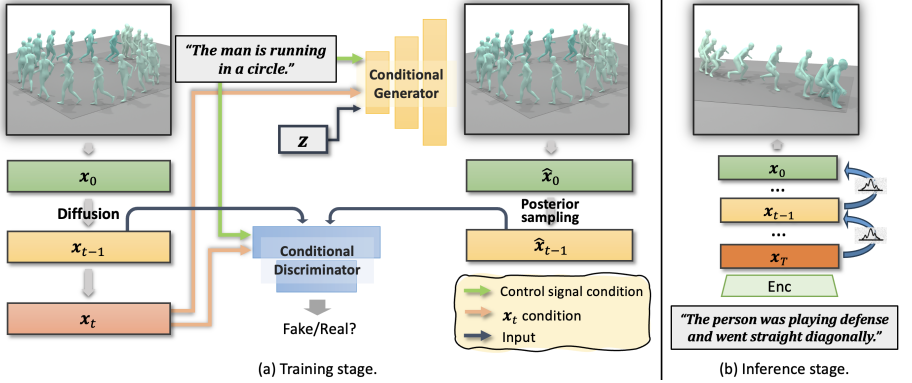 “The man is running
in a circle.”
Conditional
Generator
z
x₀
x̂₀
Diffusion
Posterior
sampling
xₜ₋₁
x̂ₜ₋₁
Conditional
Discriminator
xₜ
Fake/Real?
Control signal condition
xₜ condition
Input
(a) Training stage.
x₀
...
xₜ₋₁
...
x_T
Enc
“The person was playing defense
and went straight diagonally.”
(b) Inference stage.